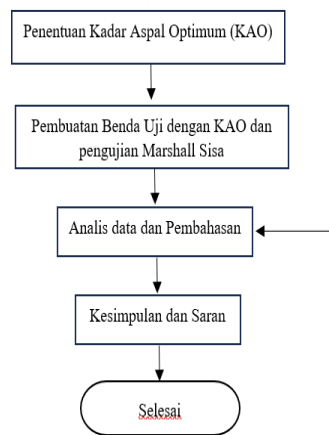 Penentuan Kadar Aspal Optimum (KAO)
Pembuatan Benda Uji dengan KAO dan
pengujian Marshall Sisa
Analis data dan Pembahasan
Kesimpulan dan Saran
Selesai